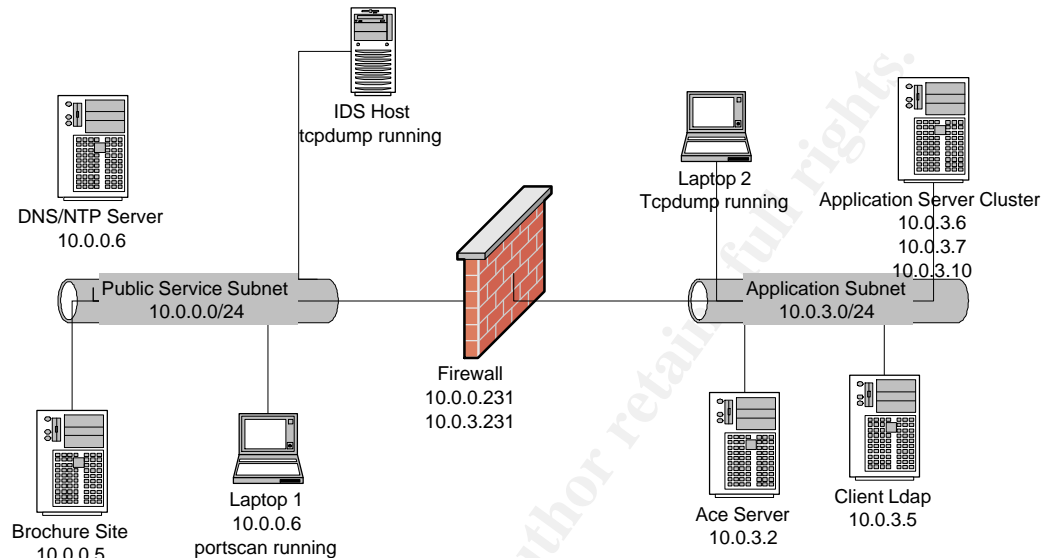 IDS Host
tcpdump running
DNS/NTP Server
10.0.0.6
Laptop 2
Tcpdump running
Application Server Cluster
10.0.3.6
10.0.3.7
10.0.3.10
Public Service Subnet
10.0.0.0/24
Application Subnet
10.0.3.0/24
Firewall
10.0.0.231
10.0.3.231
Brochure Site
10.0.0.5
Laptop 1
10.0.0.6
portscan running
Ace Server
10.0.3.2
Client Ldap
10.0.3.5
author retain full rights.